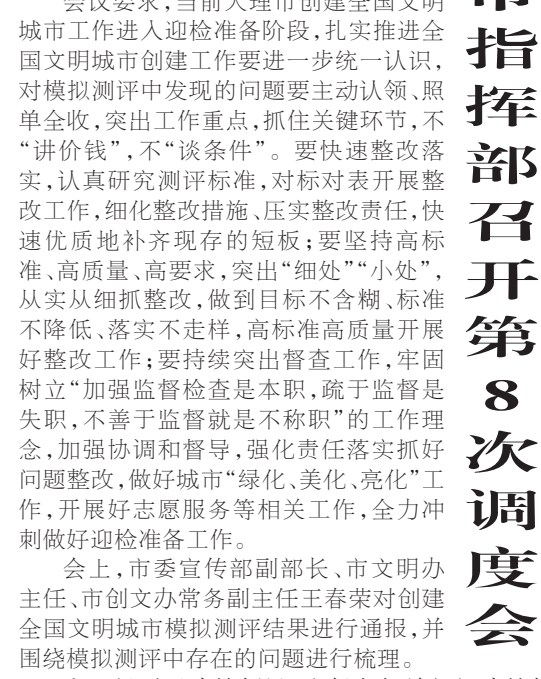 会议要求，当前大理市创建全国文明
城市工作进入迎检准备阶段，扎实推进全
国文明城市创建工作要进一步统一认识，
对模拟测评中发现的问题要主动认领、照
单全收，突出工作重点，抓住关键环节，不
“讲价钱”，不“谈条件”。要快速整改落
实，认真研究测评标准，对标对表开展整
改工作，细化整改措施、压实整改责任，快
速优质地补齐现存的短板；要坚持高标
准、高质量、高要求，突出“细处”“小处”，
从实从细抓整改，做到目标不含糊、标准
不降低、落实不走样，高标准高质量开展
好整改工作；要持续突出督查工作，牢固
树立“加强监督检查是本职，疏于监督是
失职，不善于监督就是不称职”的工作理
念，加强协调和督导，强化责任落实抓好
问题整改，做好城市“绿化、美化、亮化”工
作，开展好志愿服务等相关工作，全力冲
刺做好迎检准备工作。
会上，市委宣传部副部长、市文明办
主任、市创文办常务副主任王春荣对创建
全国文明城市模拟测评结果进行通报，并
围绕模拟测评中存在的问题进行梳理。
市指挥部召开第8次调度会